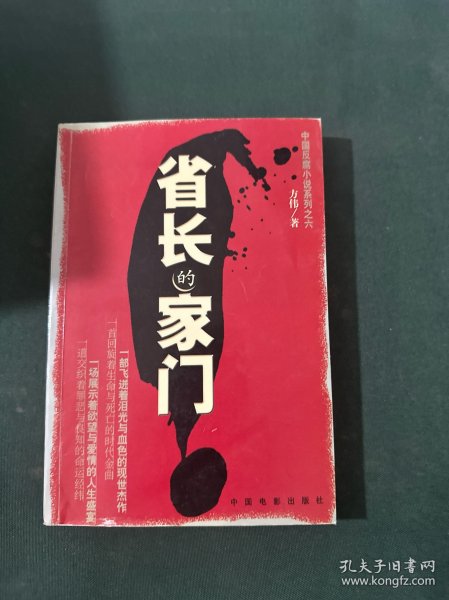 中国反腐小说系列之六
方伟/著
省长的家门
一部飞迸着泪光与血色的现世杰作
一首回旋着生命与死亡的时代金曲
一场展示着欲望与爱情的人生盛宴
一道交织着罪恶与良知的命运经纬
中国电影出版社
孔夫子旧书网
www.kongfz.com